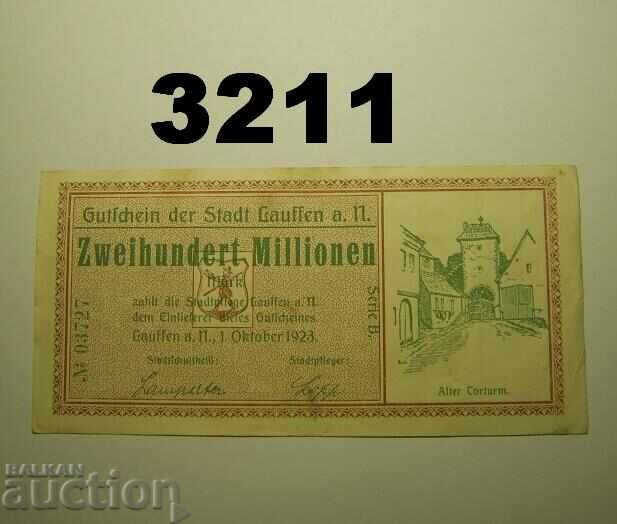 3211
Gutschein der Stadt Lauffen a. N.
Zweihundert Millionen
Mark
zahlt die Stadtpflege Lauffen a. N.
dem Einlieferer dieses Gutscheines.
Lauffen a. N., 1. Oktober 1923.
Stadtschultheiß: Stadtpfleger:
№ 03727
Serie B.
Alter Torturm.
BALKAN
auction